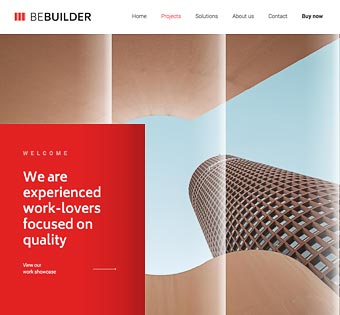 BEBUILDER
Home Projects Solutions About us Contact Buy now
WELCOME
We are
experienced
work-lovers
focused on
quality
View our
work showcase